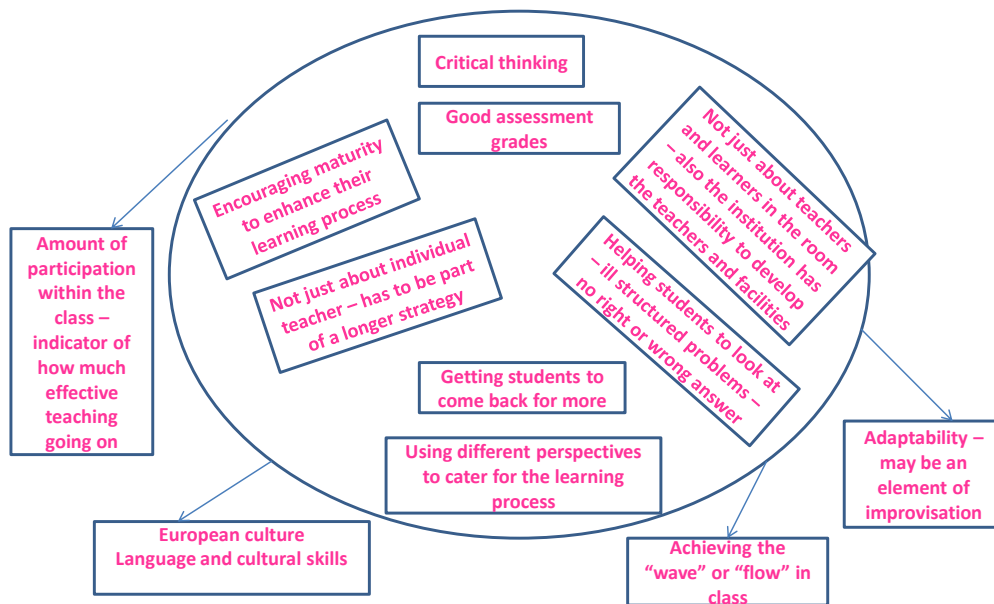 Critical thinking
Good assessment
grades
Encouraging maturity
to enhance their
learning process
Not just about teachers
and learners in the room
– also the institution has
responsibility to develop
the teachers and facilities
Not just about individual
teacher – has to be part
of a longer strategy
Helping students to look at
– ill structured problems –
no right or wrong answer
Amount of
participation
within the
class –
indicator of
how much
effective
teaching
going on
Getting students to
come back for more
Using different perspectives
to cater for the learning
process
Adaptability –
may be an
element of
improvisation
European culture
Language and cultural skills
Achieving the
“wave” or “flow” in
class